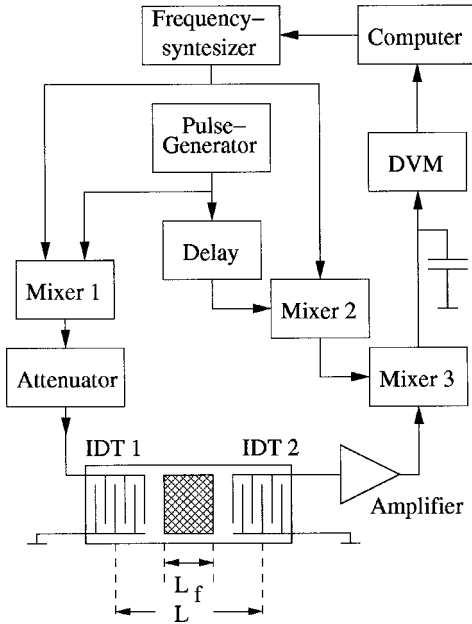 Frequency–
syntesizer
Computer
Pulse–
Generator
DVM
Delay
Mixer 1
Mixer 2
Attenuator
Mixer 3
IDT 1
IDT 2
Amplifier
L f
L